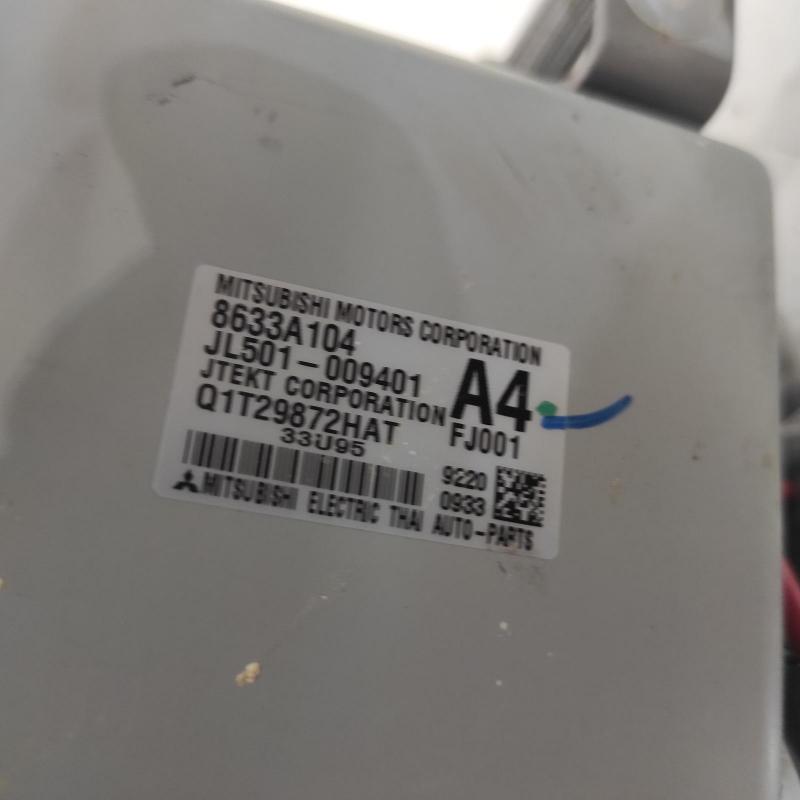 MITSUBISHI MOTORS CORPORATION
8633A104
JL501-009401
JTEKT CORPORATION
A4
Q1T29872HAT
FJ001
33U95
9220
0933
MITSUBISHI ELECTRIC THAI AUTO-PARTS